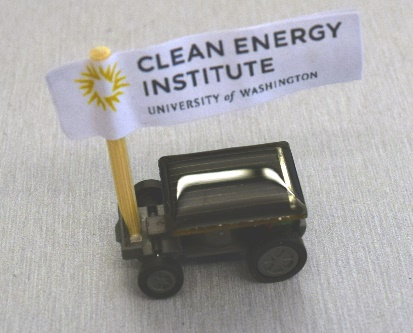 CLEAN ENERGY
INSTITUTE
UNIVERSITY of WASHINGTON